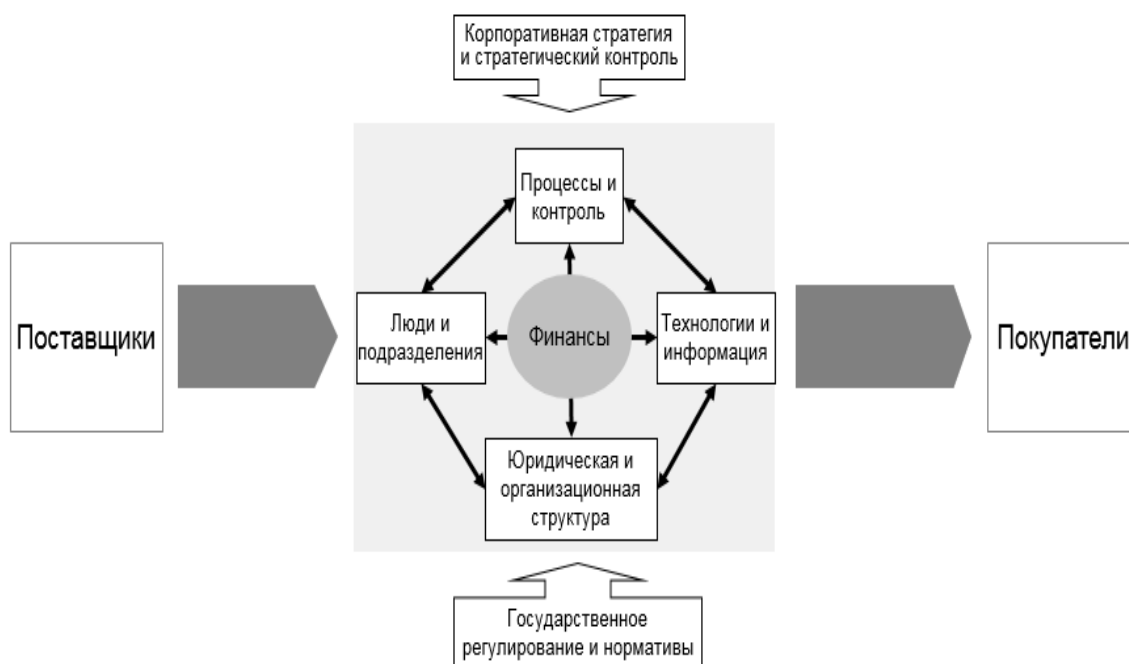 Корпоративная стратегия
и стратегический контроль
Процессы и
контроль
Поставщики
Люди и
подразделения
Финансы
Технологии и
информация
Покупатели
Юридическая и
организационная
структура
Государственное
регулирование и нормативы